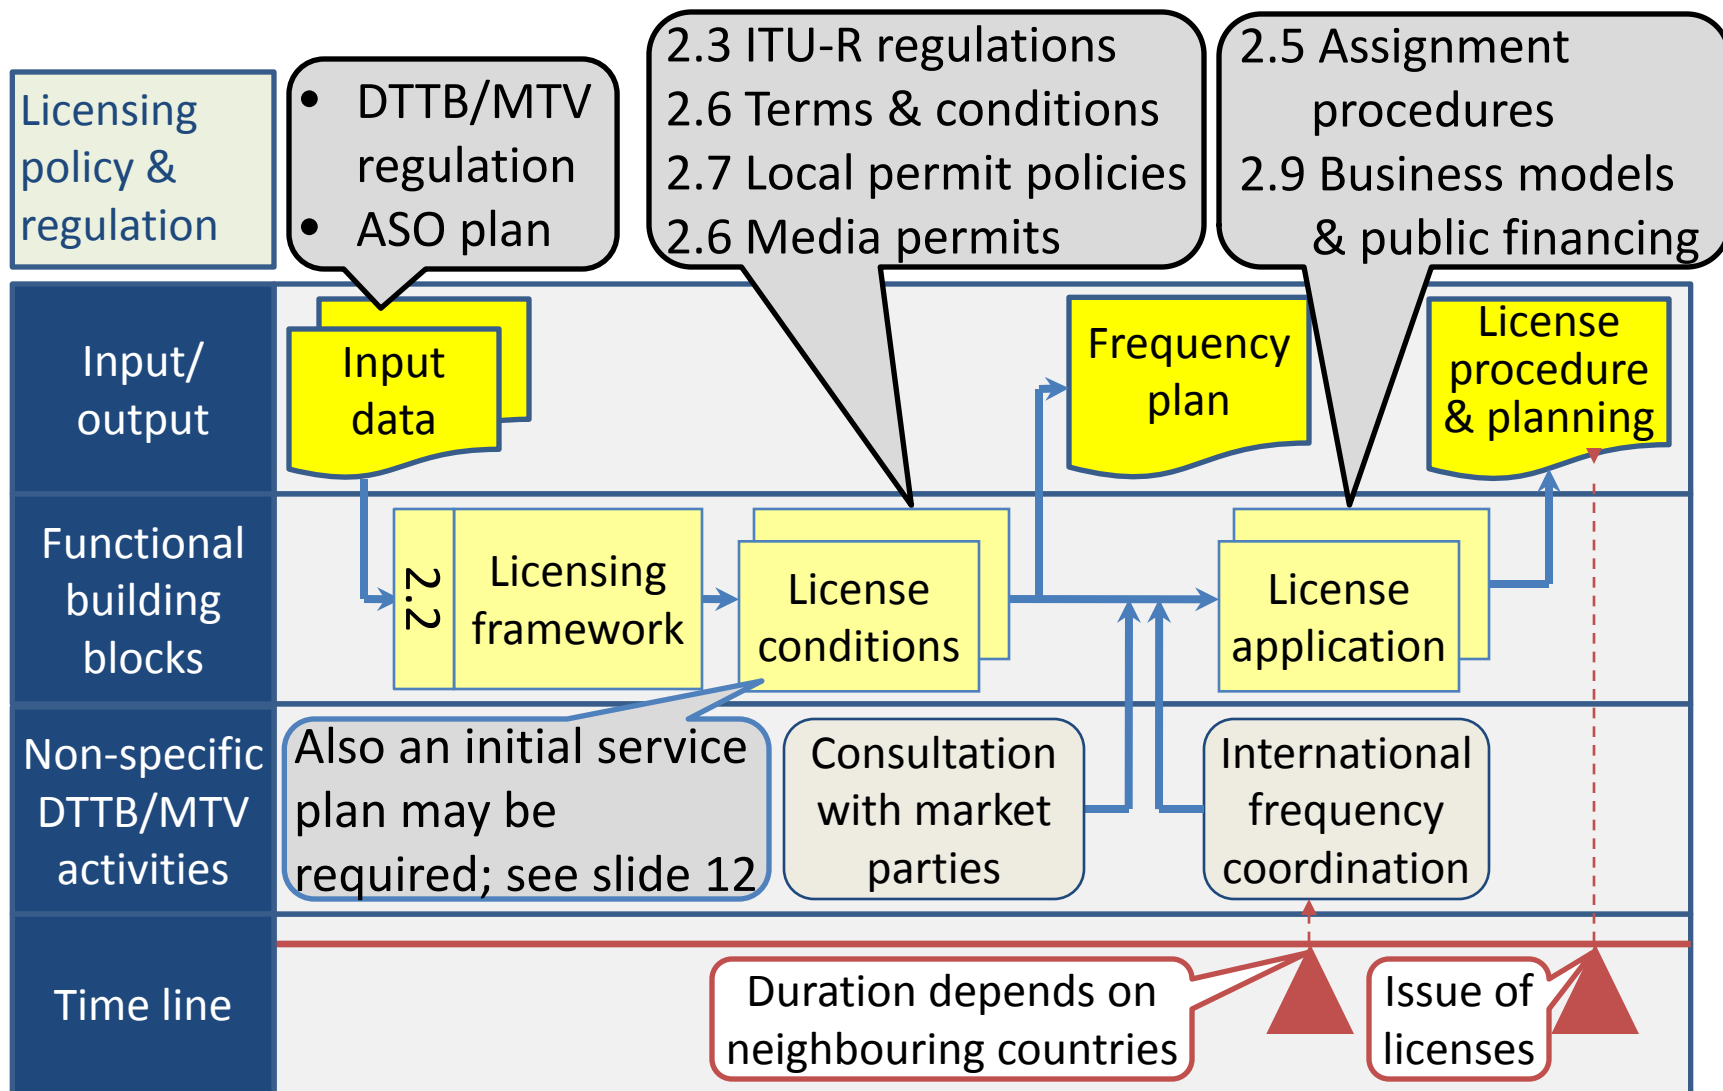 Licensing
policy &
regulation
• DTTB/MTV
regulation
• ASO plan
2.3 ITU-R regulations
2.6 Terms & conditions
2.7 Local permit policies
2.6 Media permits
2.5 Assignment
procedures
2.9 Business models
& public financing
Input/
output
Input
data
Frequency
plan
License
procedure
& planning
Functional
building
blocks
2.2
Licensing
framework
License
conditions
License
application
Non-specific
DTTB/MTV
activities
Also an initial service
plan may be
required; see slide 12
Consultation
with market
parties
International
frequency
coordination
Time line
Duration depends on
neighbouring countries
Issue of
licenses